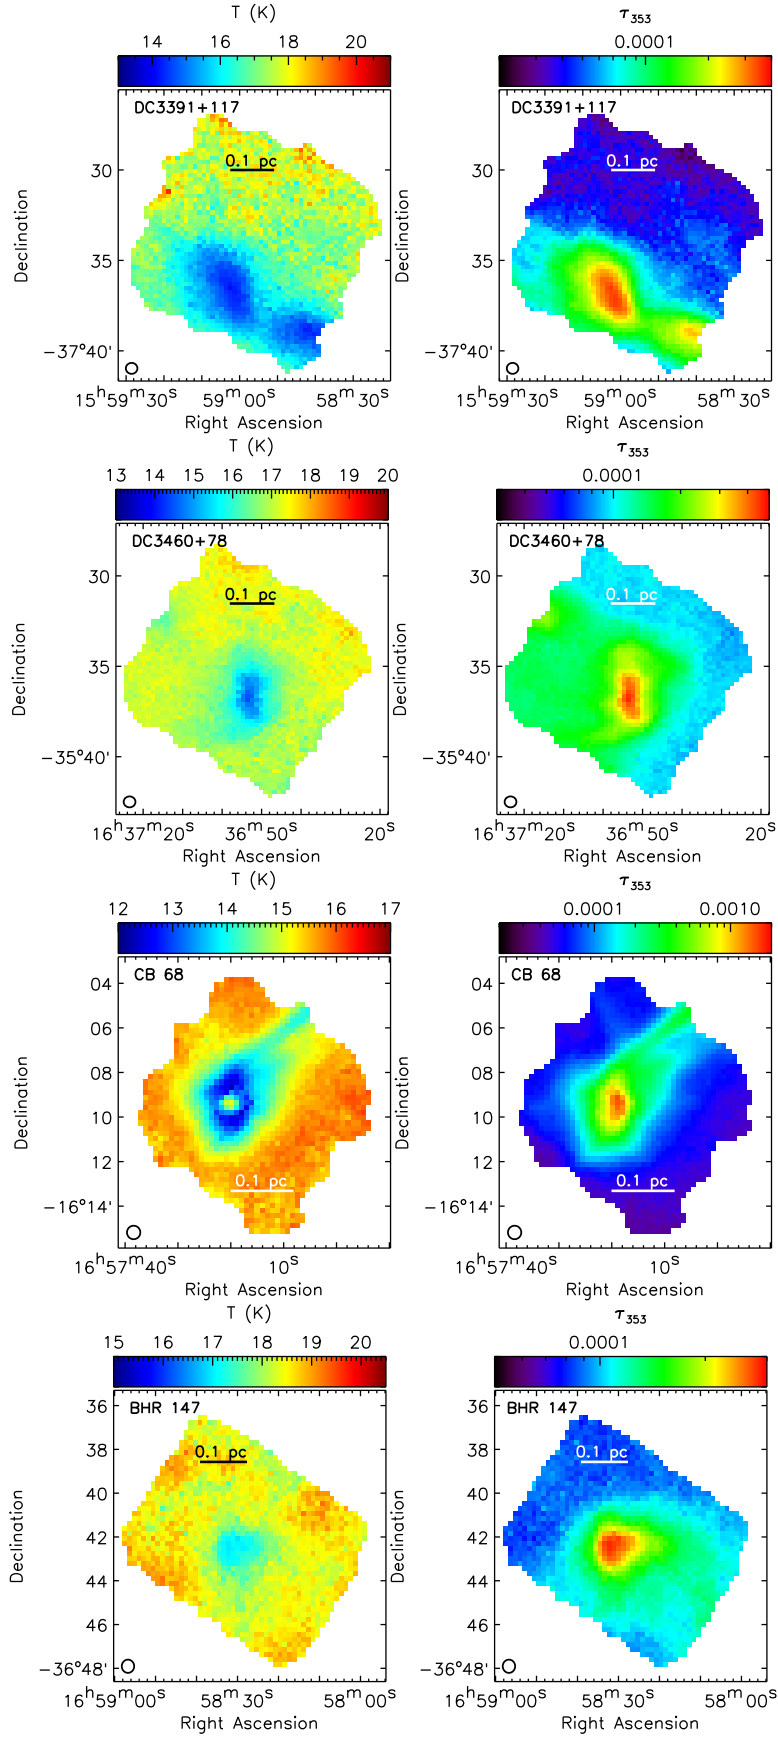 T (K) τ353
14 16 18 20 0.0001
DC3391+117 DC3391+117
0.1 pc 0.1 pc
30 30
35 35
−37°40' −37°40'
Declination Declination
15h59m30s 59m00s 58m30s 15h59m30s 59m00s 58m30s
Right Ascension Right Ascension
T (K) τ353
13 14 15 16 17 18 19 20 0.0001
DC3460+78 DC3460+78
0.1 pc 0.1 pc
30 30
35 35
−35°40' −35°40'
Declination Declination
16h37m20s 36m50s 20s 16h37m20s 36m50s 20s
Right Ascension Right Ascension
T (K) τ353
12 13 14 15 16 17 0.0001 0.0010
CB 68 CB 68
04 04
06 06
08 08
10 10
12 12
0.1 pc 0.1 pc
−16°14' −16°14'
Declination Declination
16h57m40s 10s 16h57m40s 10s
Right Ascension Right Ascension
T (K) τ353
15 16 17 18 19 20 0.0001
BHR 147 BHR 147
36 36
38 38
0.1 pc 0.1 pc
40 40
42 42
44 44
46 46
−36°48' −36°48'
Declination Declination
16h59m00s 58m30s 58m00s 16h59m00s 58m30s 58m00s
Right Ascension Right Ascension